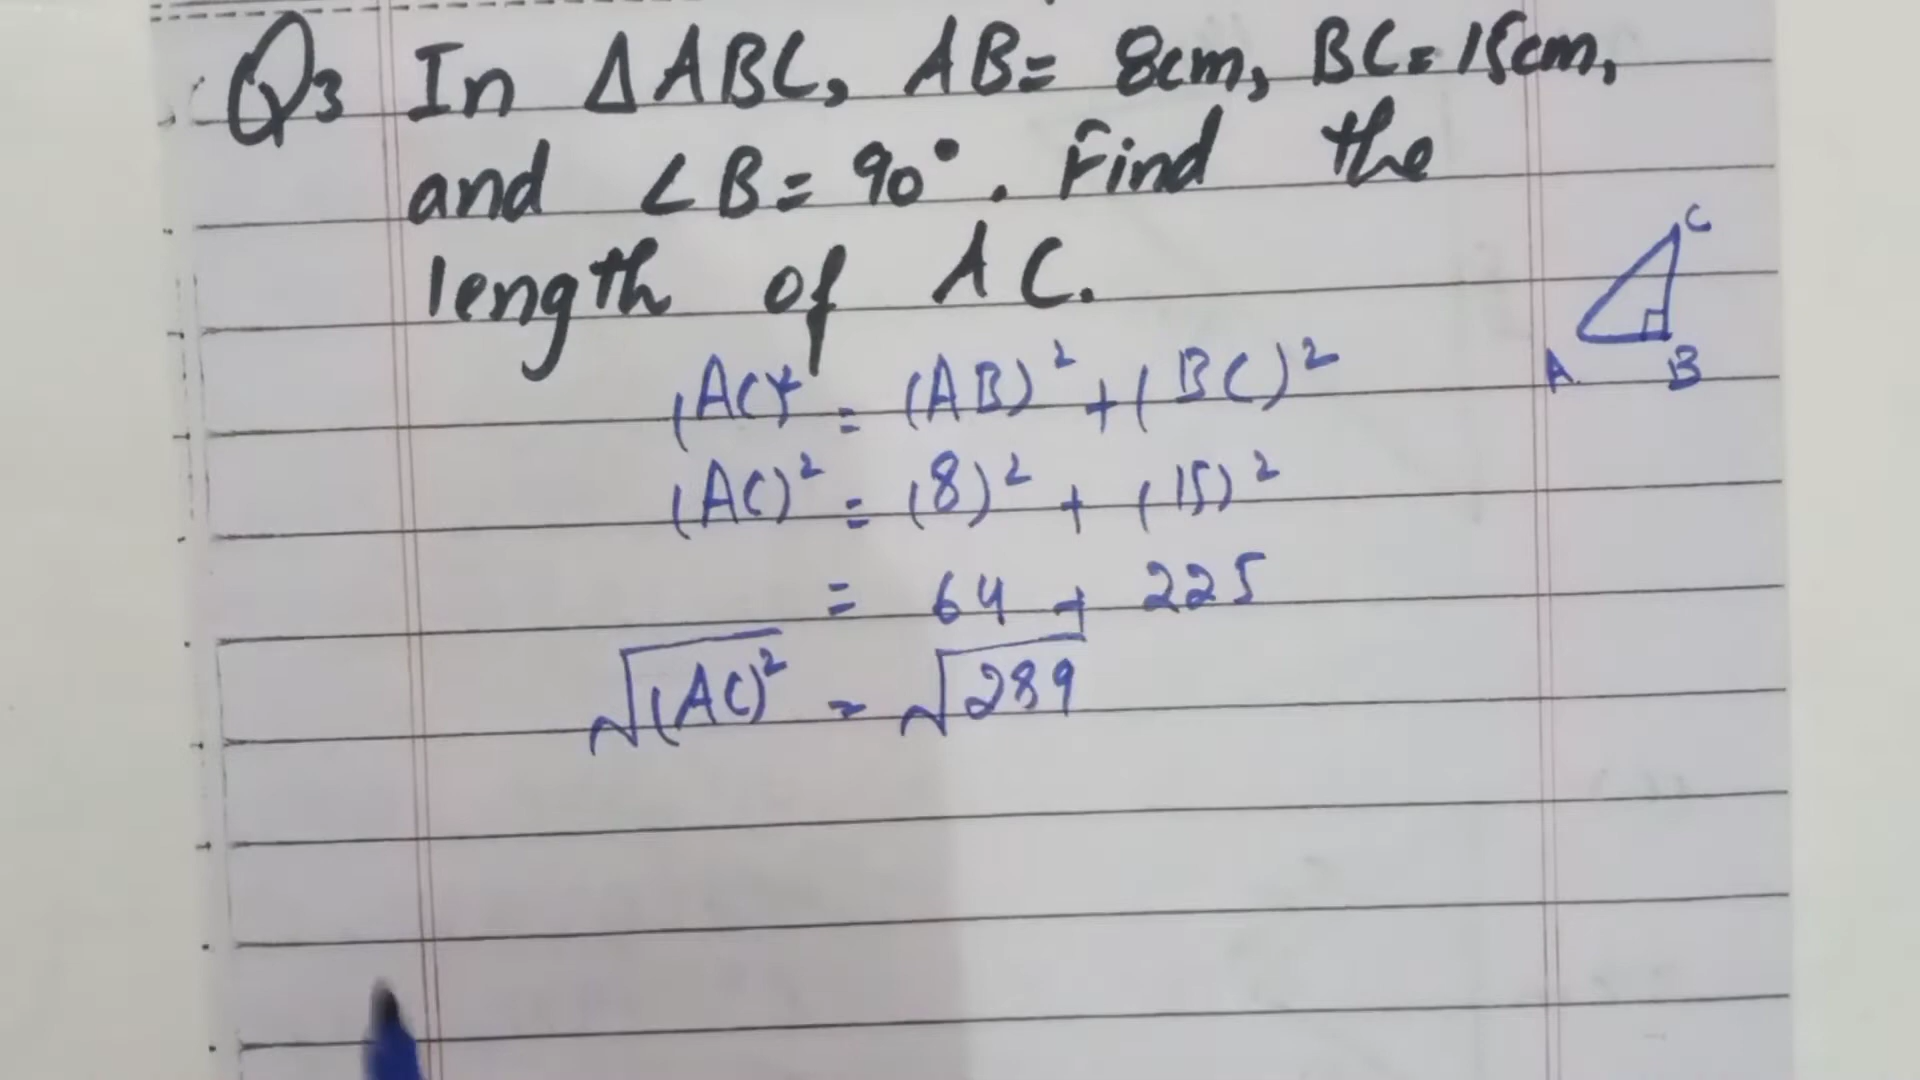 Q3 In ΔABC, AB= 8cm, BC= 15cm,
and ∠B= 90°. Find the
length of AC.
C
A B
(AC)² = (AB)² + (BC)²
(AC)² = (8)² + (15)²
= 64 + 225
√(AC)² = √289